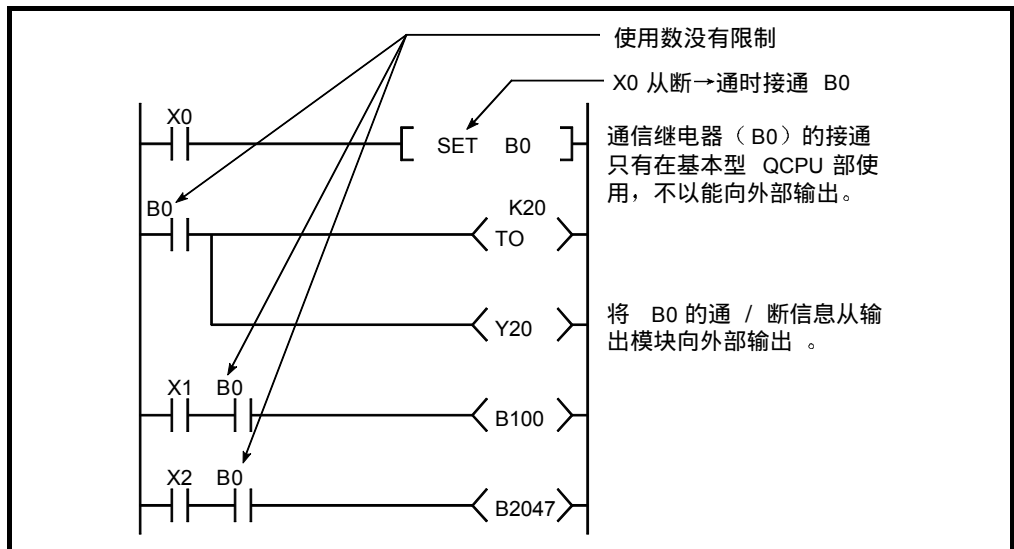 使用数没有限制
X0 从断→通时接通 B0
X0
SET B0
通信继电器（B0）的接通
只有在基本型 QCPU 部使
用，不以能向外部输出。
B0
K20
TO
Y20
将 B0 的通 / 断信息从输
出模块向外部输出 。
X1 B0
B100
X2 B0
B2047